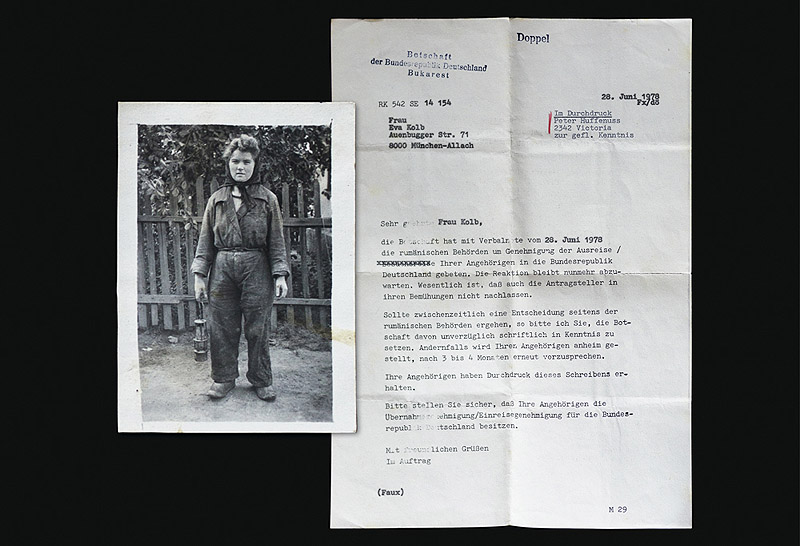 Doppel
Botschaft
der Bundesrepublik Deutschland
Bukarest
28. Juni 1978
Fx/dö
RK 542 SE 14 154
Im Durchdruck
Peter Huffenuss
2342 Victoria
zur gefl. Kenntnis
Frau
Eva Kolb
Auenbugger Str. 71
8000 München-Allach
Sehr Frau Kolb,
die Botschaft hat mit Verbalnote vom 28. Juni 1978
die rumänischen Behörden um Genehmigung der Ausreise /
Ihrer Angehörigen in die Bundesrepublik
Deutschland gebeten. Die Reaktion bleibt nunmehr abzu-
warten. Wesentlich ist, daß auch die Antragsteller in
ihren Bemühungen nicht nachlassen.
Sollte zwischenzeitlich eine Entscheidung seitens der
rumänischen Behörden ergehen, so bitte ich Sie, die Bot-
schaft davon unverzüglich schriftlich in Kenntnis zu
setzen. Andernfalls wird Ihren Angehörigen anheim ge-
stellt, nach 3 bis 4 Monaten erneut vorzusprechen.
Ihre Angehörigen haben Durchdruck dieses Schreibens er-
halten.
Bitte stellen Sie sicher, daß Ihre Angehörigen die
Übernahmegenehmigung/Einreisegenehmigung für die Bundes-
republik Deutschland besitzen.
Mit freundlichen Grüßen
Im Auftrag
(Faux)
M 29